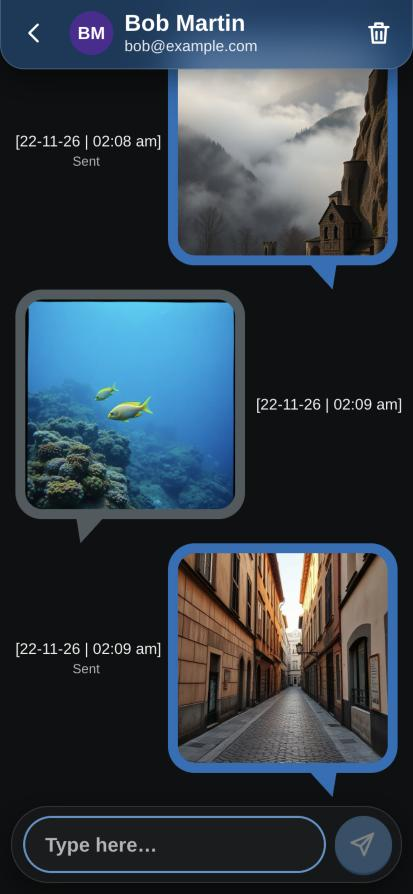 BM
Bob Martin
bob@example.com
[22-11-26 | 02:08 am]
Sent
[22-11-26 | 02:09 am]
[22-11-26 | 02:09 am]
Sent
Type here…